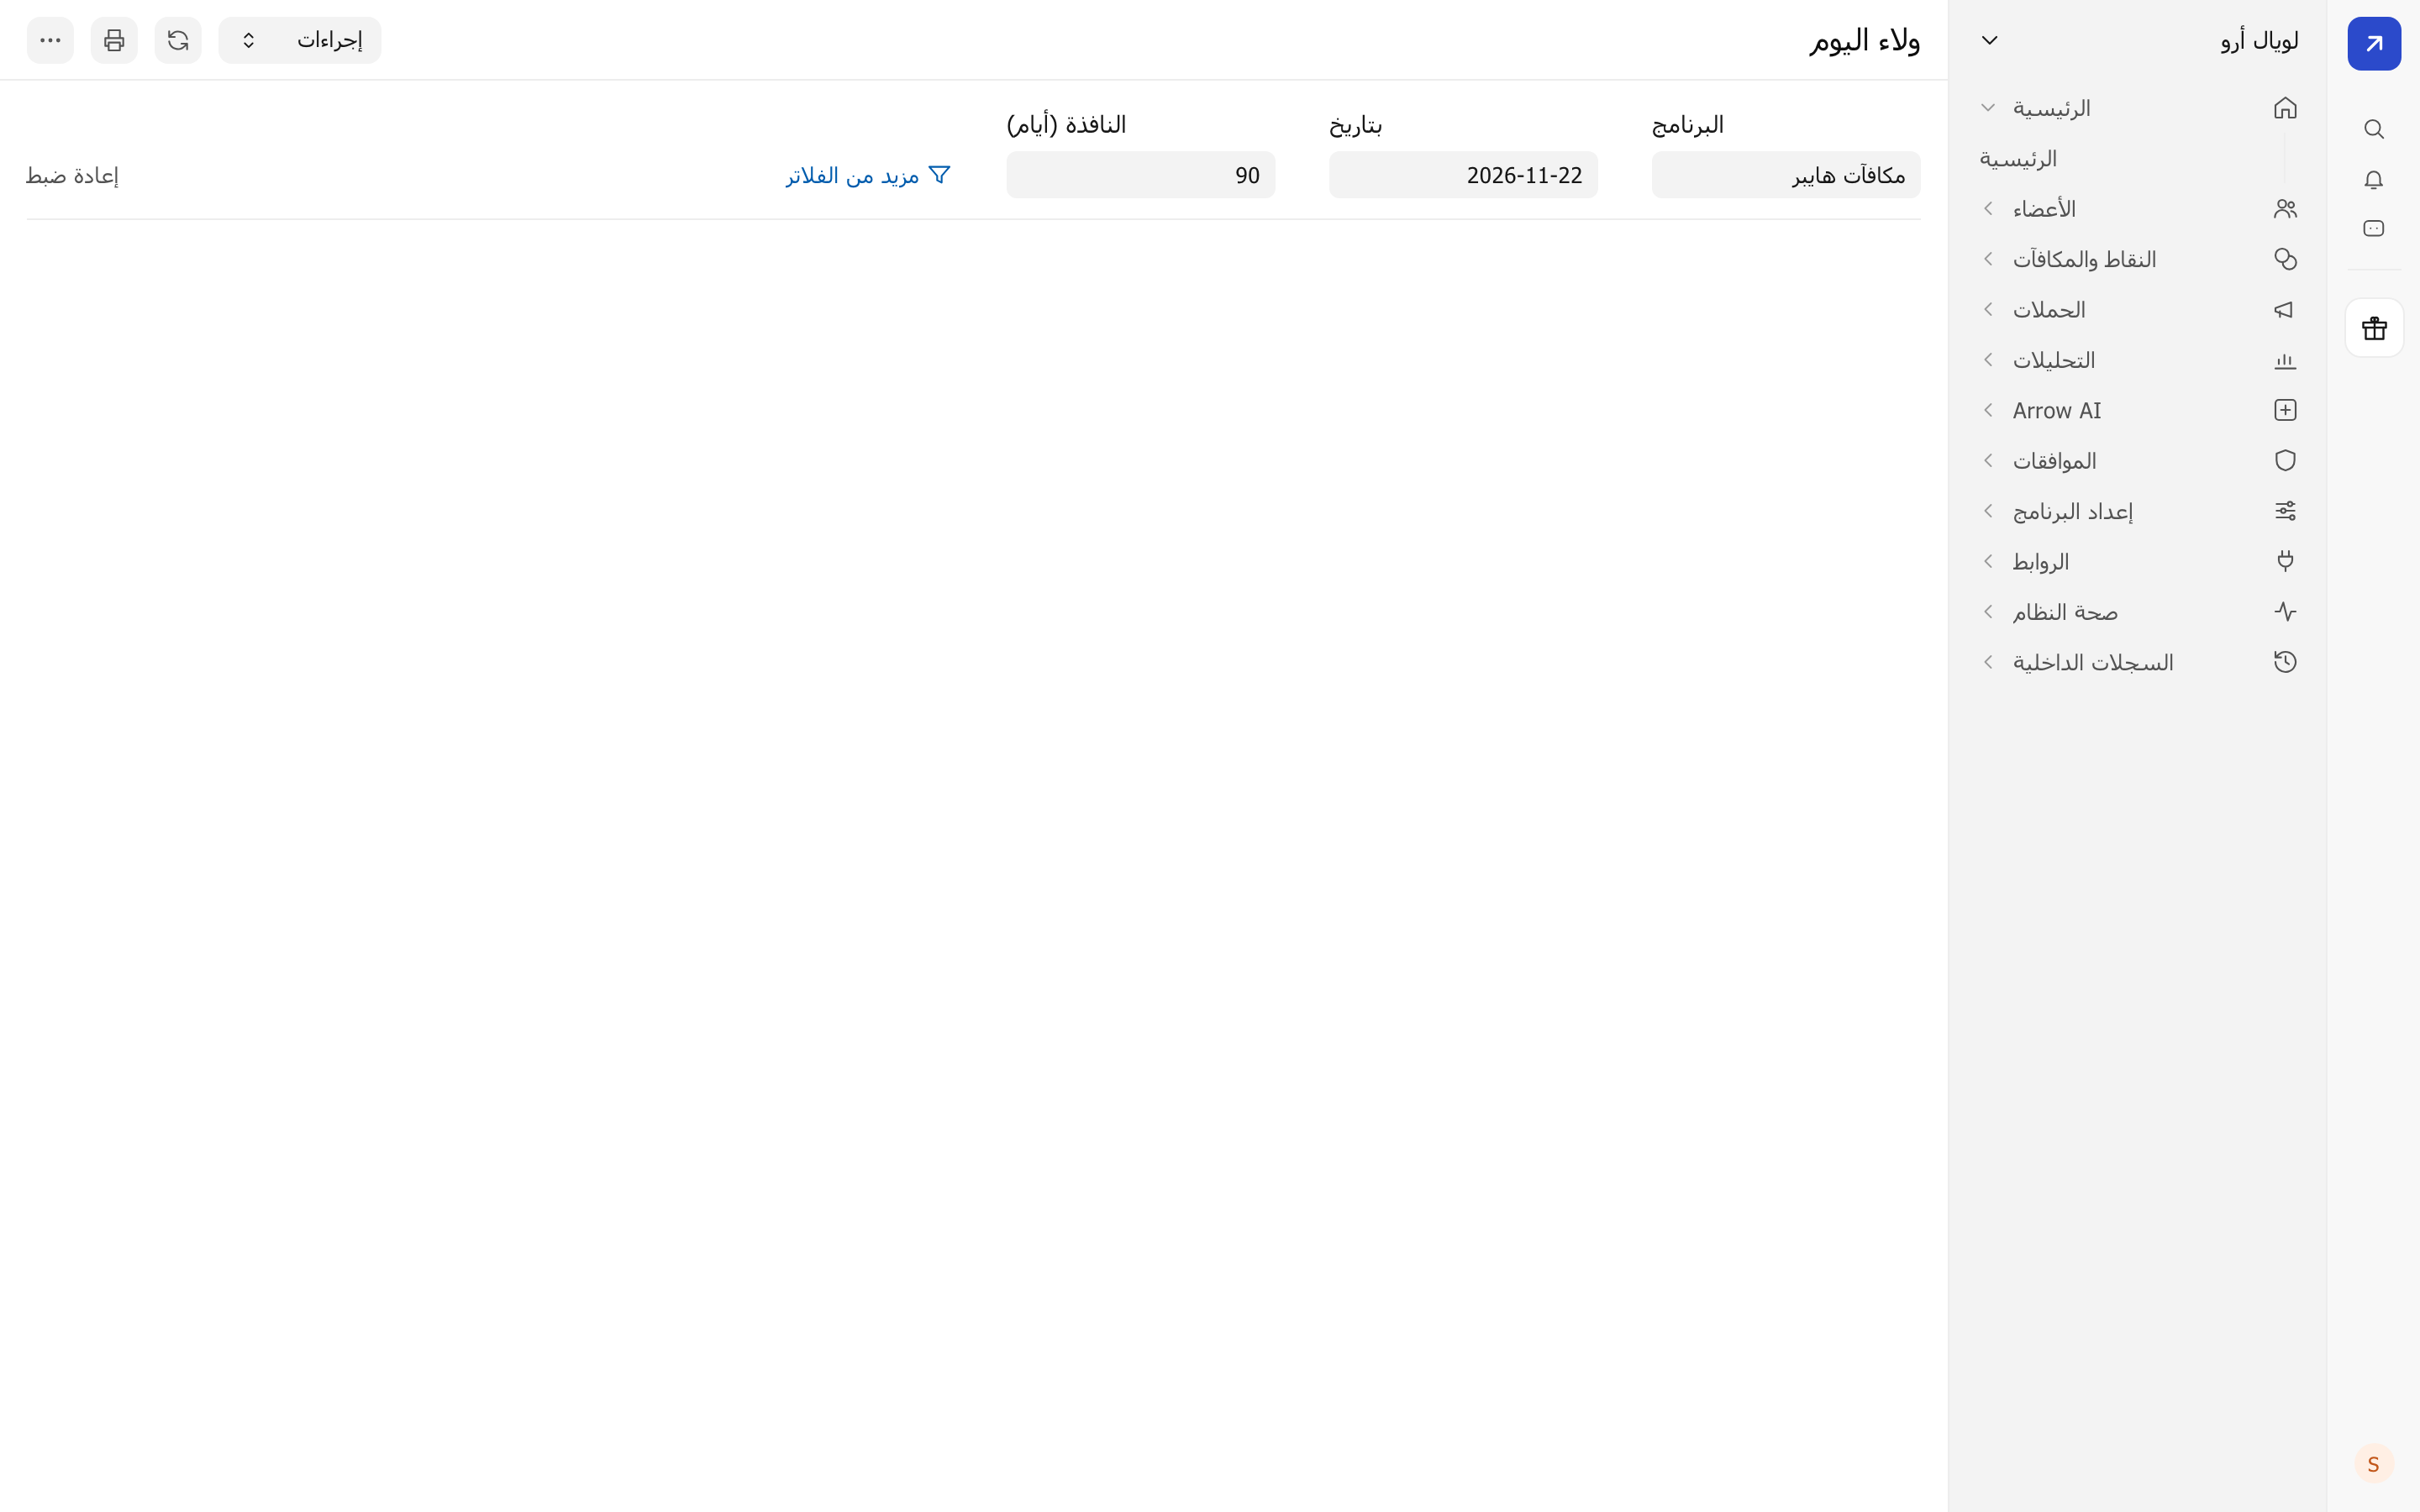 لويال أرو
الرئيسية
الرئيسية
الأعضاء
النقاط والمكافآت
الحملات
التحليلات
Arrow AI
الموافقات
إعداد البرنامج
الروابط
صحة النظام
السجلات الداخلية
S
ولاء اليوم
إجراءات
البرنامج
مكافآت هايبر
بتاريخ
2026-11-22
النافذة (أيام)
90
مزيد من الفلاتر
إعادة ضبط